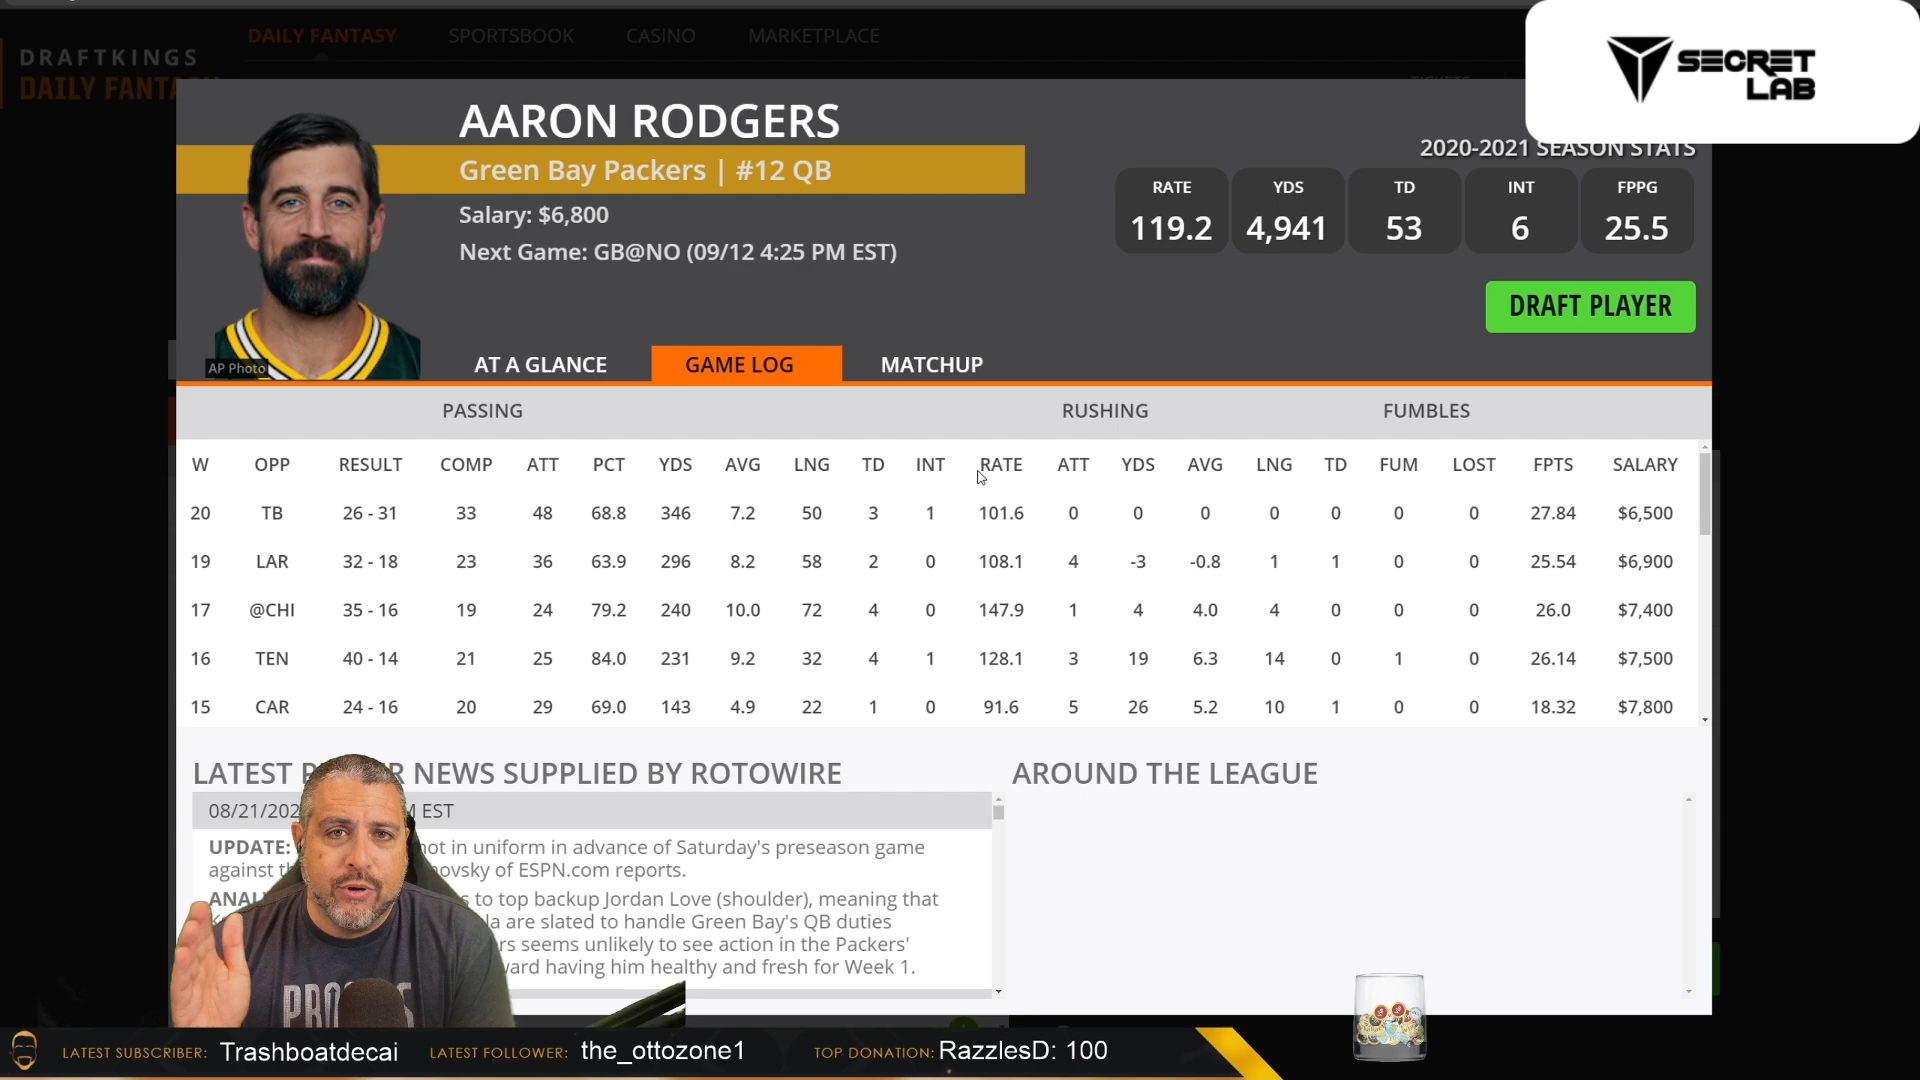 DAILY FANTASY SPORTSBOOK CASINO MARKETPLACE
DRAFTKINGS
DAILY
SECRET
LAB
AARON RODGERS
Green Bay Packers | #12 QB
Salary: $6,800
Next Game: GB@NO (09/12 4:25 PM EST)
2020-2021 SEASON STATS
RATE YDS TD INT FPPG
119.2 4,941 53 6 25.5
DRAFT PLAYER
AP Photo
AT A GLANCE GAME LOG MATCHUP
PASSING RUSHING FUMBLES
W OPP RESULT COMP ATT PCT YDS AVG LNG TD INT RATE ATT YDS AVG LNG TD FUM LOST FPTS SALARY
20 TB 26 - 31 33 48 68.8 346 7.2 50 3 1 101.6 0 0 0 0 0 0 0 27.84 $6,500
19 LAR 32 - 18 23 36 63.9 296 8.2 58 2 0 108.1 4 -3 -0.8 1 1 0 0 25.54 $6,900
17 @CHI 35 - 16 19 24 79.2 240 10.0 72 4 0 147.9 1 4 4.0 4 0 0 0 26.0 $7,400
16 TEN 40 - 14 21 25 84.0 231 9.2 32 4 1 128.1 3 19 6.3 14 0 1 0 26.14 $7,500
15 CAR 24 - 16 20 29 69.0 143 4.9 22 1 0 91.6 5 26 5.2 10 1 0 0 18.32 $7,800
LATEST NEWS SUPPLIED BY ROTOWIRE
AROUND THE LEAGUE
EST
UPDATE: not in uniform in advance of Saturday's preseason game
against of ESPN.com reports.
to top backup Jordan Love (shoulder), meaning that
are slated to handle Green Bay's QB duties
seems unlikely to see action in the Packers'
having him healthy and fresh for Week 1.
LATEST SUBSCRIBER: Trashboatdecai LATEST FOLLOWER: the_ottozone1 TOP DONATION: RazzlesD: 100